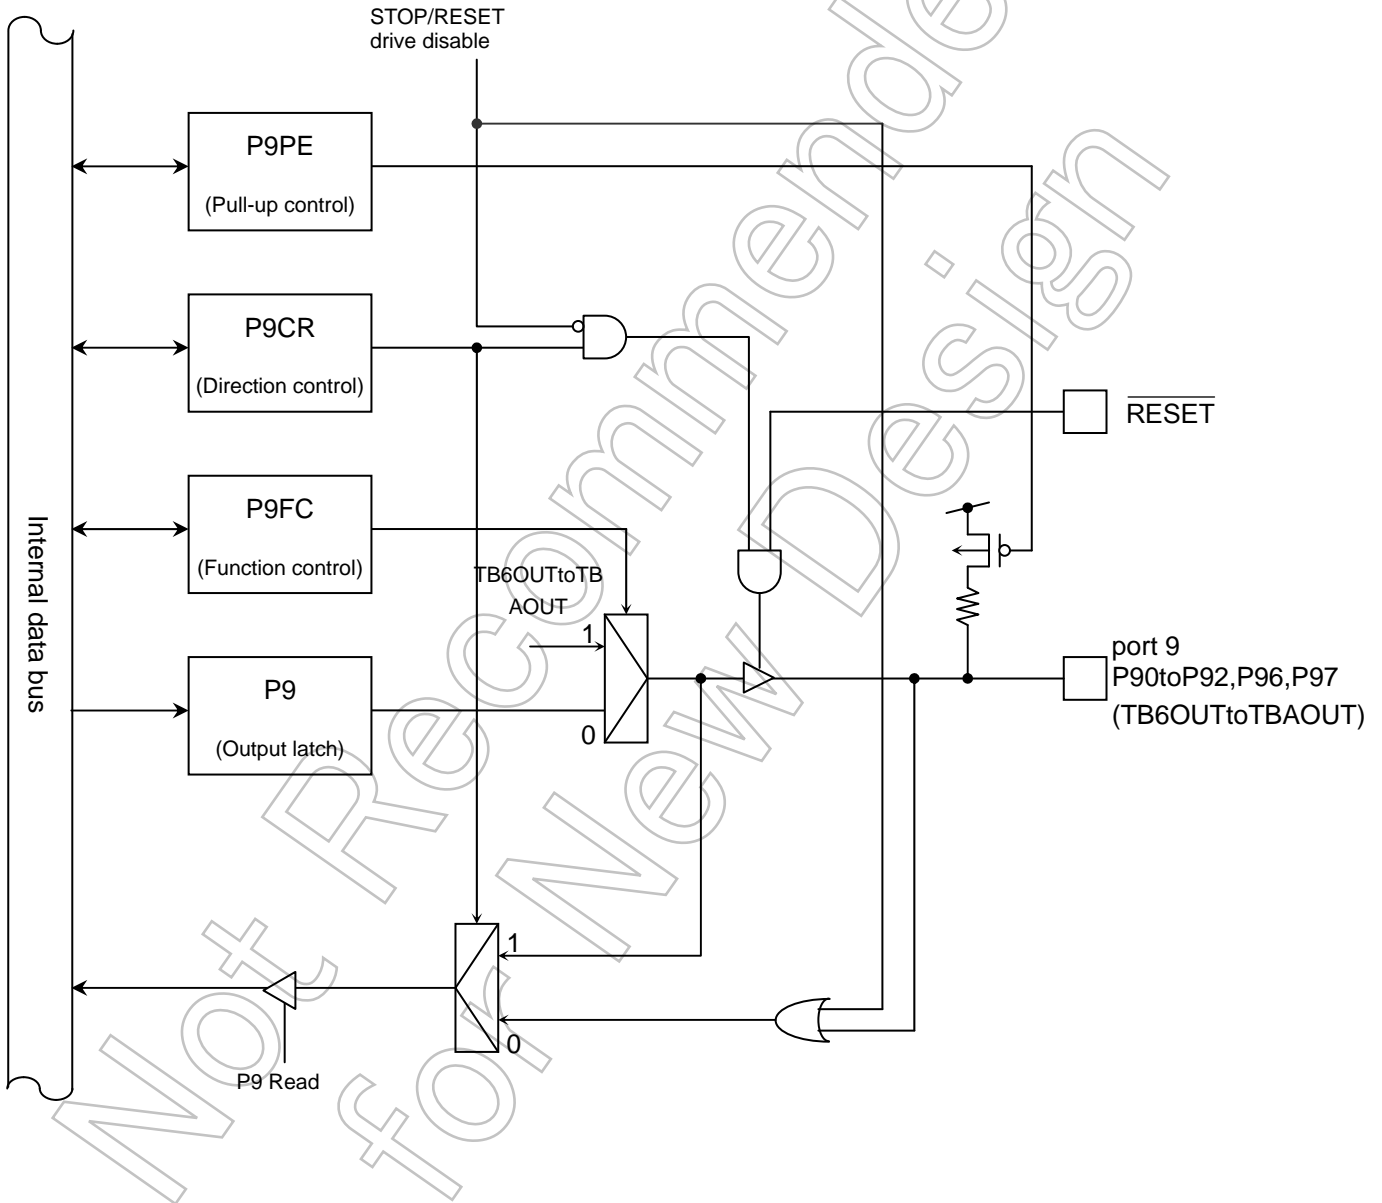 STOP/RESET
drive disable
P9PE
(Pull-up control)
P9CR
(Direction control)
RESET
P9FC
(Function control)
Internal data bus
TB6OUTtoTB
AOUT
1
0
P9
(Output latch)
port 9
P90toP92,P96,P97
(TB6OUTtoTBAOUT)
1
0
P9 Read
Not Recommende
for New Design